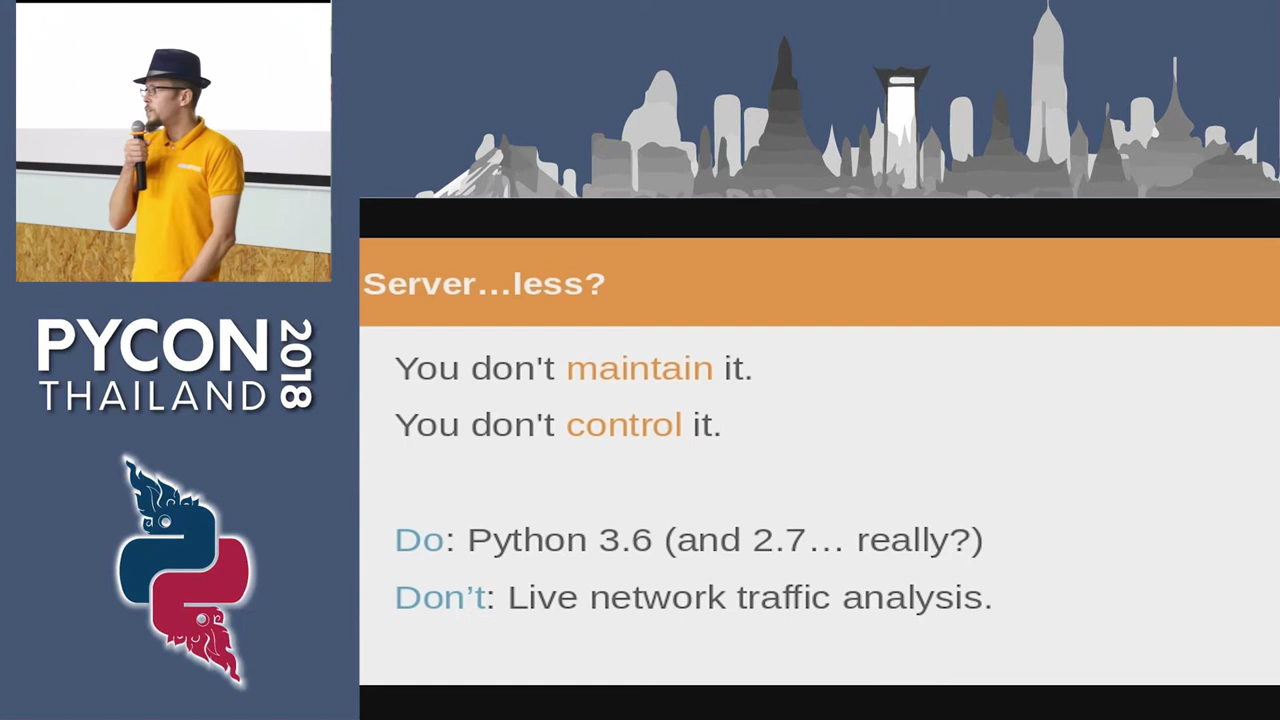 PYCON
THAILAND
2018
Server…less?
You don't maintain it.
You don't control it.
Do: Python 3.6 (and 2.7… really?)
Don’t: Live network traffic analysis.